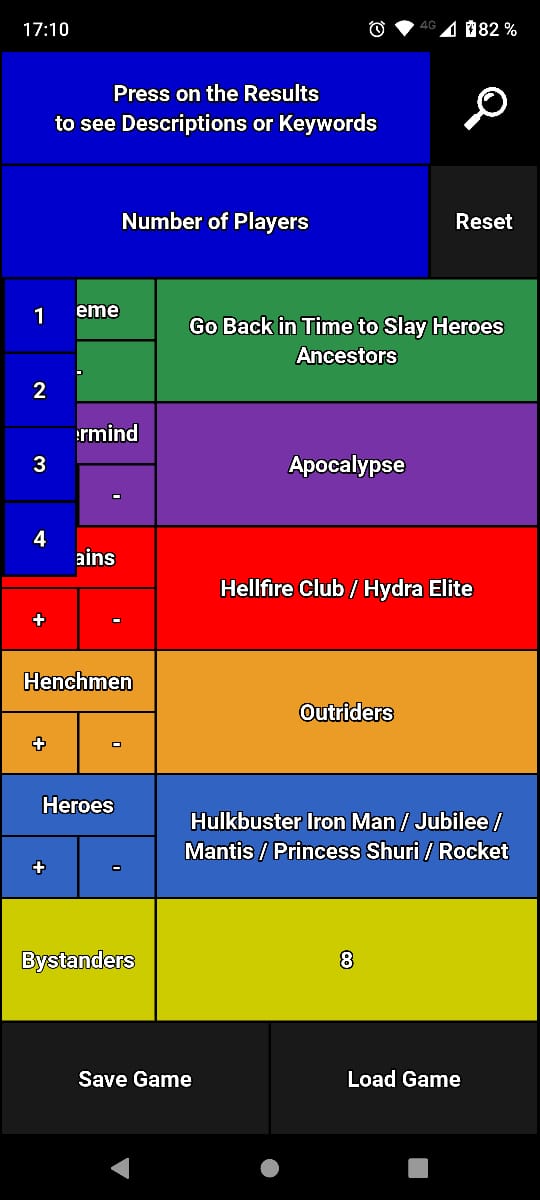 17:10
4G
82 %
Press on the Results
to see Descriptions or Keywords
Number of Players
Reset
1
2
3
4
eme
-
Go Back in Time to Slay Heroes
Ancestors
ermind
-
Apocalypse
ains
+
-
Hellfire Club / Hydra Elite
Henchmen
+
-
Outriders
Heroes
+
-
Hulkbuster Iron Man / Jubilee /
Mantis / Princess Shuri / Rocket
Bystanders
8
Save Game
Load Game